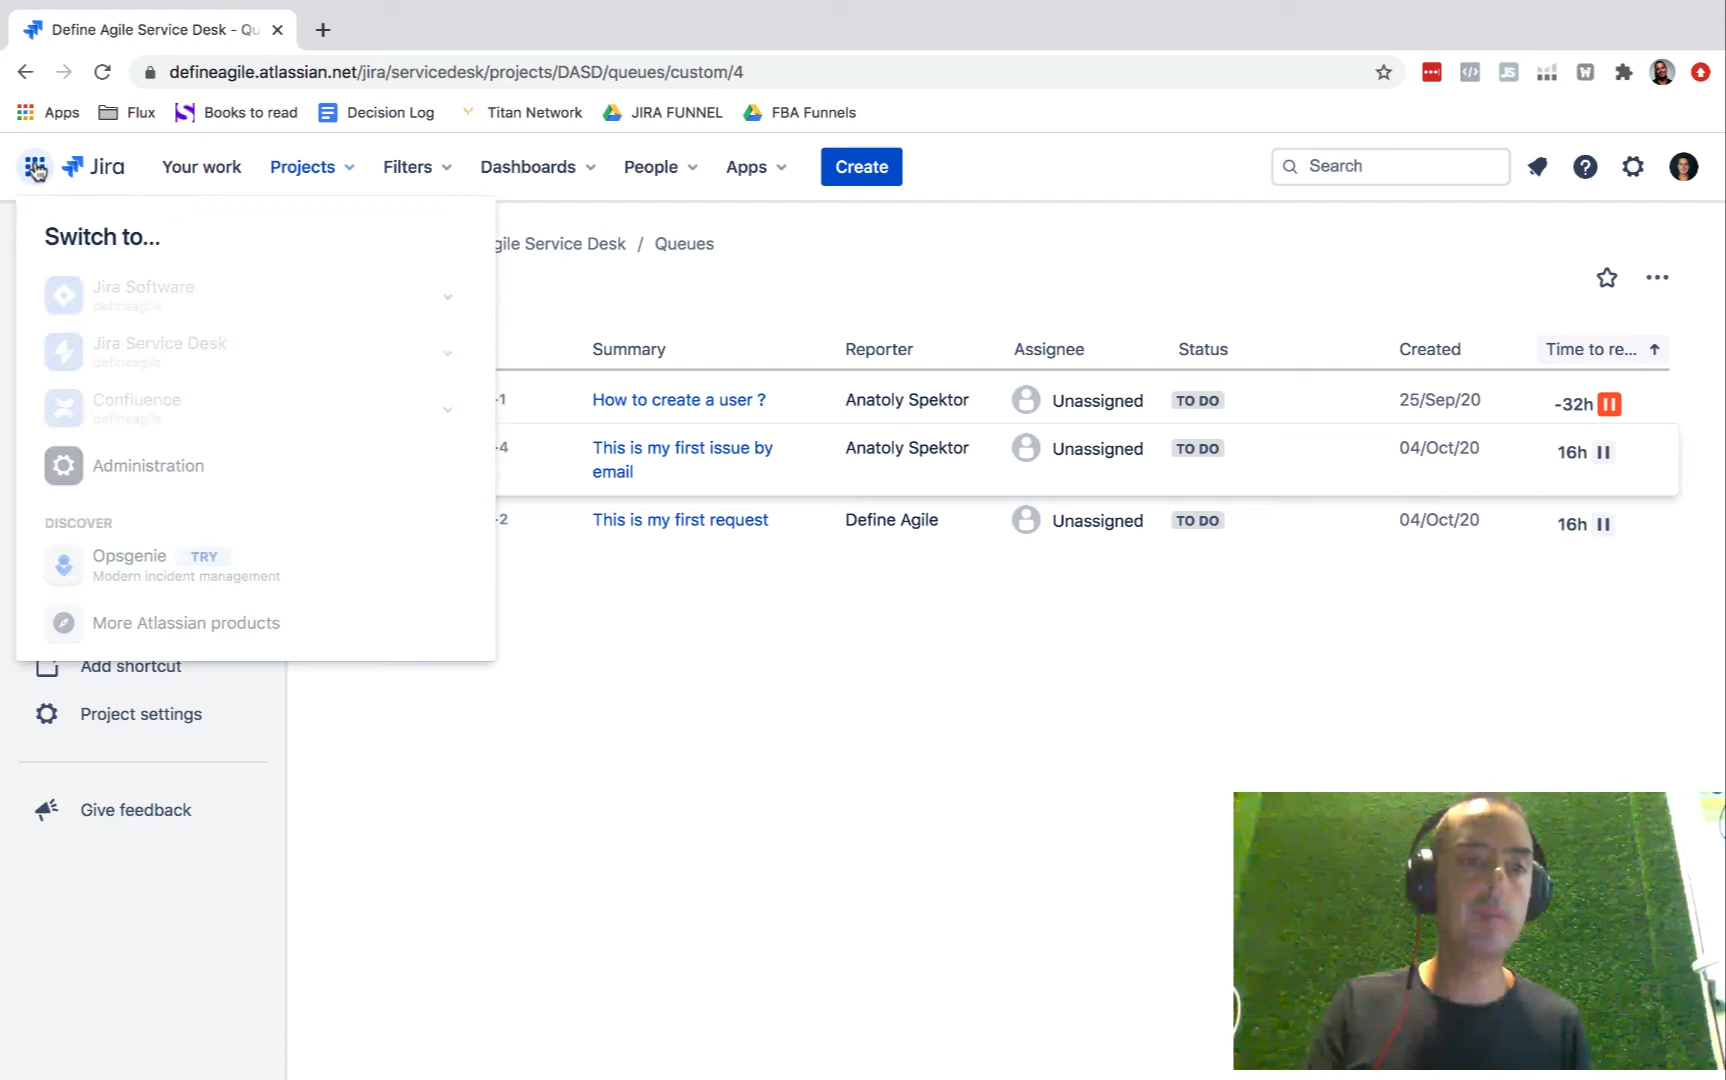 Define Agile Service Desk - Qu
defineagile.atlassian.net/jira/servicedesk/projects/DASD/queues/custom/4
Apps Flux Books to read Decision Log Titan Network JIRA FUNNEL FBA Funnels
Jira Your work Projects Filters Dashboards People Apps Create Search
Switch to...
gile Service Desk / Queues
Jira Software
defineagile
Jira Service Desk
defineagile
Confluence
defineagile
Administration
DISCOVER
Opsgenie TRY
Modern incident management
More Atlassian products
Summary Reporter Assignee Status Created Time to re...
-1 How to create a user ? Anatoly Spektor Unassigned TO DO 25/Sep/20 -32h
-4 This is my first issue by email Anatoly Spektor Unassigned TO DO 04/Oct/20 16h
-2 This is my first request Define Agile Unassigned TO DO 04/Oct/20 16h
Add shortcut
Project settings
Give feedback